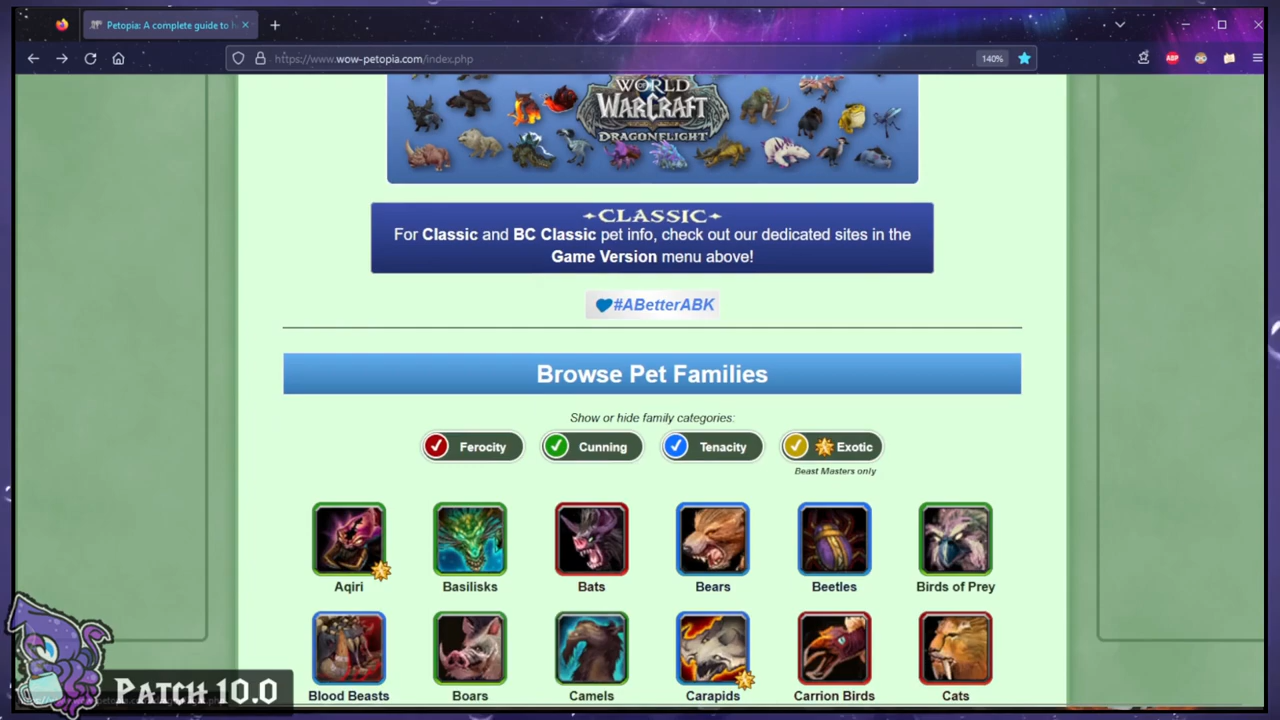 Petopia: A complete guide to h
https://www.wow-petopia.com/index.php
140%
ABP
WORLD
WARCRAFT
DRAGONFLIGHT
CLASSIC
For Classic and BC Classic pet info, check out our dedicated sites in the
Game Version menu above!
#ABetterABK
Browse Pet Families
Show or hide family categories:
Ferocity Cunning Tenacity Exotic
Beast Masters only
Aqiri Basilisks Bats Bears Beetles Birds of Prey
Blood Beasts Boars Camels Carapids Carrion Birds Cats
PATCH 10.0